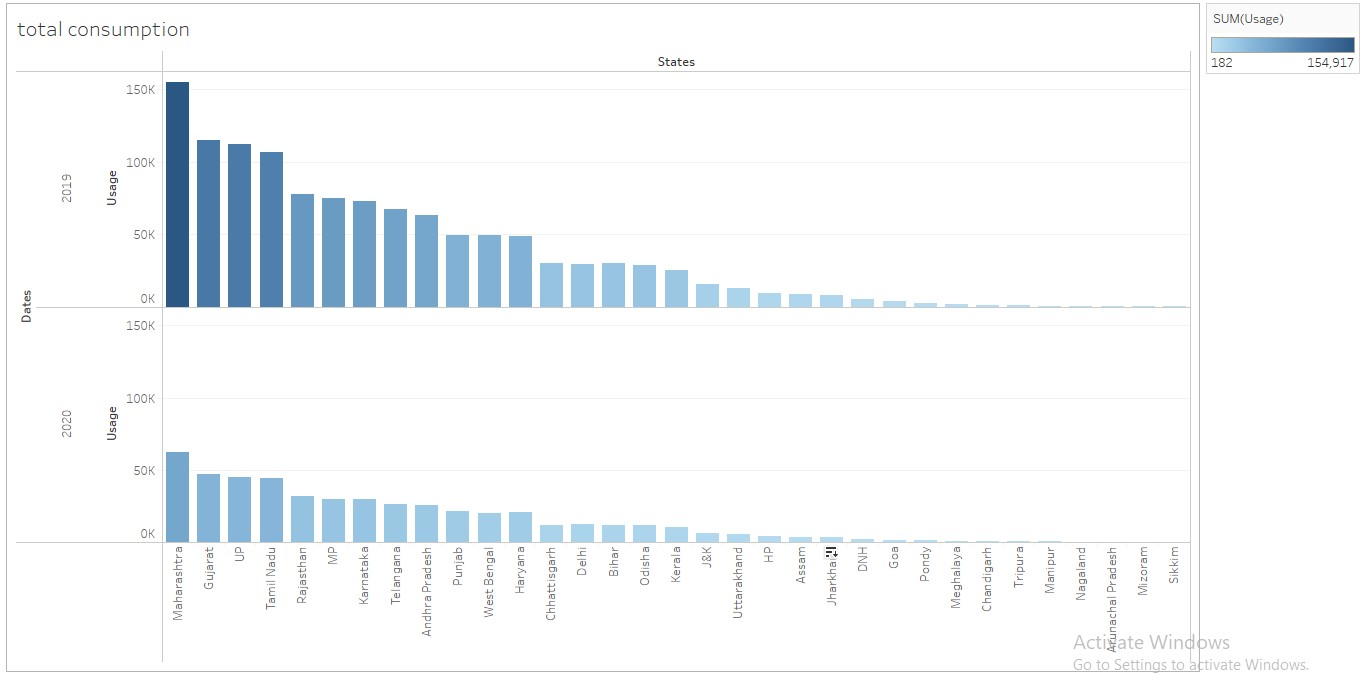 total consumption
SUM(Usage)
182 154,917
States
Dates
2019
Usage
150K
100K
50K
0K
2020
Usage
150K
100K
50K
0K
Maharashtra
Gujarat
UP
Tamil Nadu
Rajasthan
MP
Karnataka
Telangana
Andhra Pradesh
Punjab
West Bengal
Haryana
Chhattisgarh
Delhi
Bihar
Odisha
Kerala
J&K
Uttarakhand
HP
Assam
DNH
Goa
Pondy
Meghalaya
Chandigarh
Tripura
Manipur
Nagaland
Arunachal Pradesh
Mizoram
Sikkim
Activate Windows
Go to Settings to activate Windows.